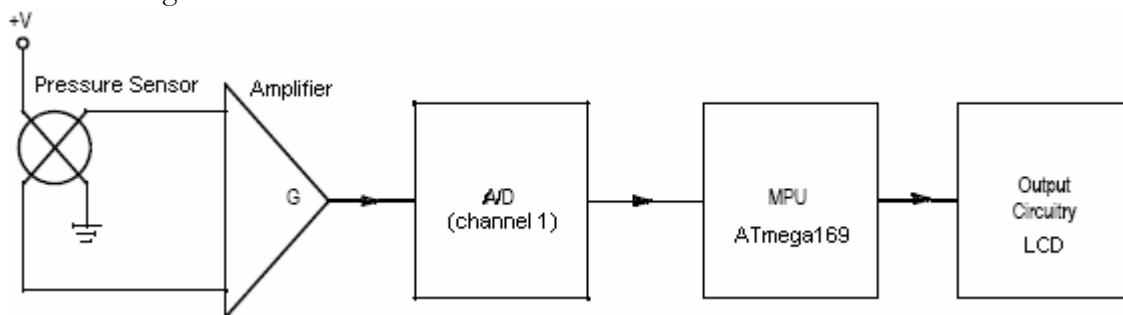 +V
Pressure Sensor
Amplifier
G
A/D
(channel 1)
MPU
ATmega169
Output
Circuitry
LCD